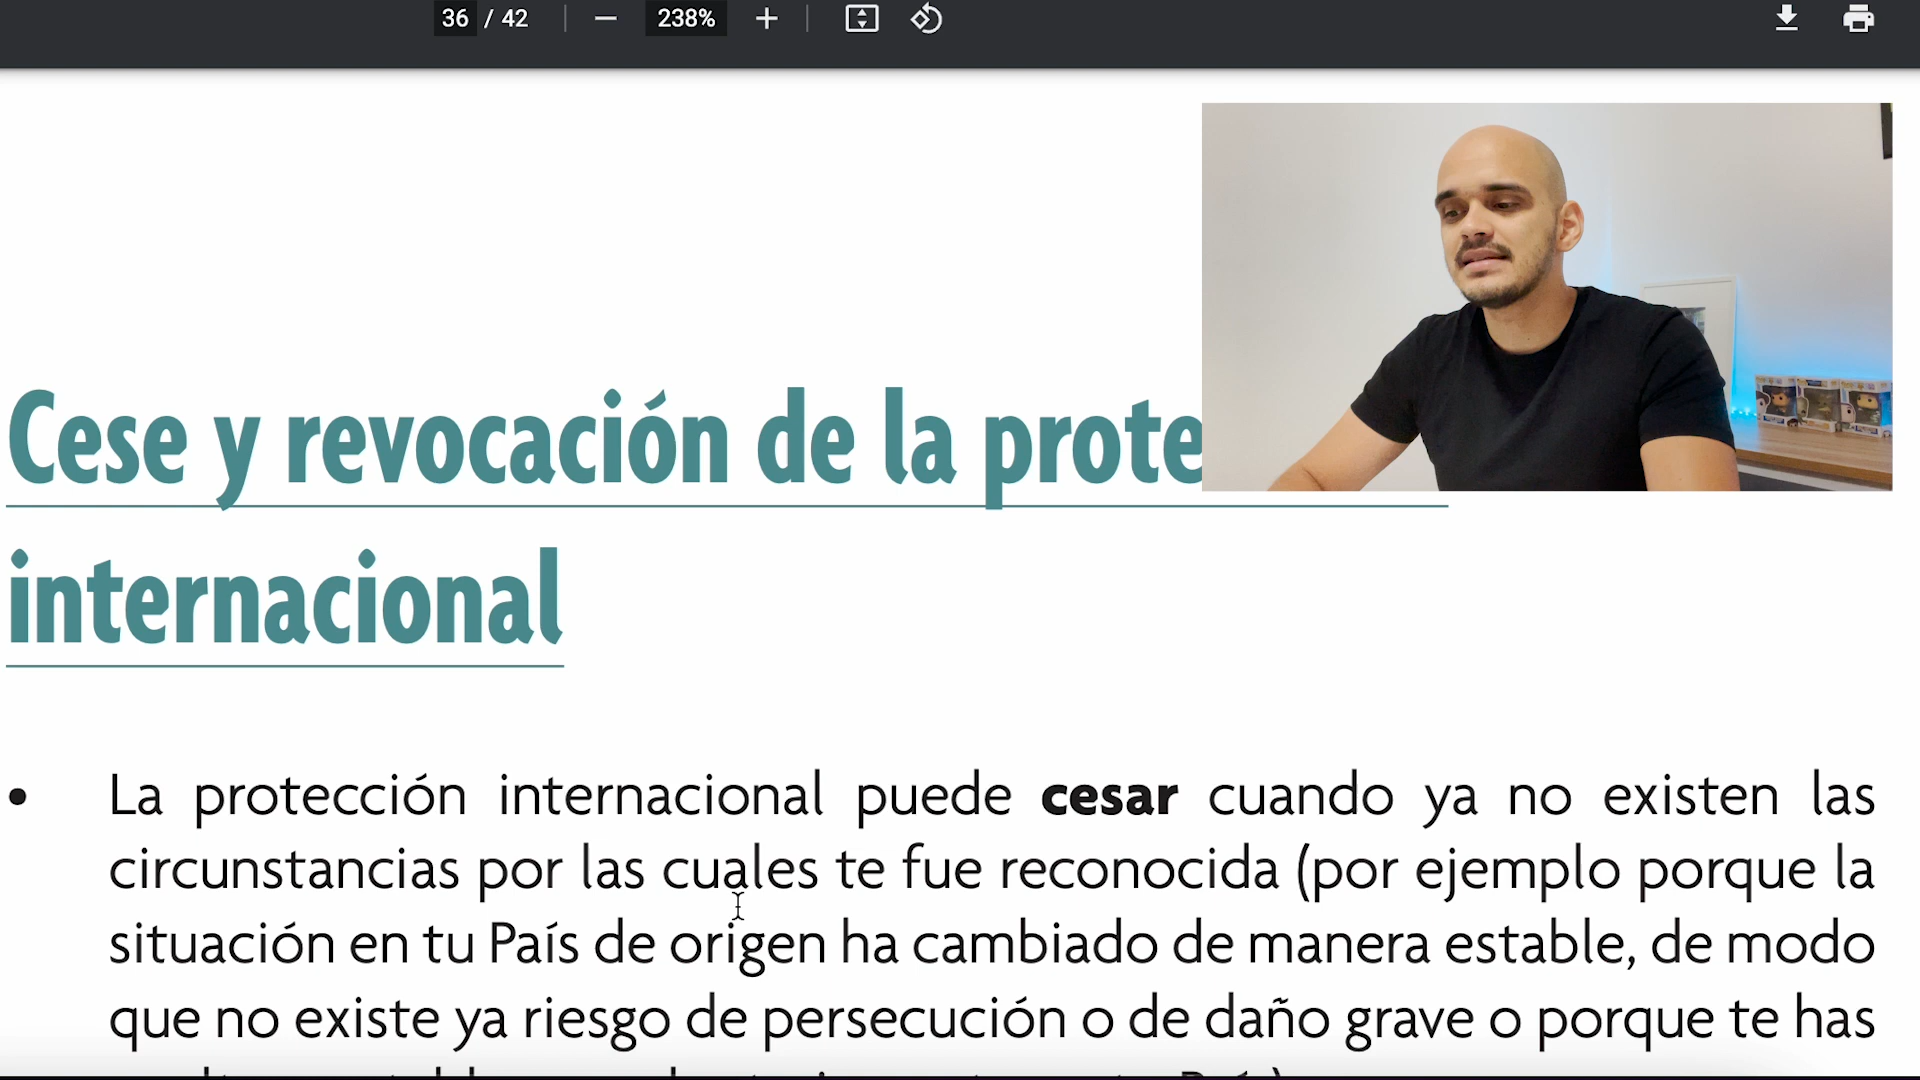 36 / 42
238%
Cese y revocación de la prote
internacional
• La protección internacional puede cesar cuando ya no existen las
circunstancias por las cuales te fue reconocida (por ejemplo porque la
situación en tu País de origen ha cambiado de manera estable, de modo
que no existe ya riesgo de persecución o de daño grave o porque te has